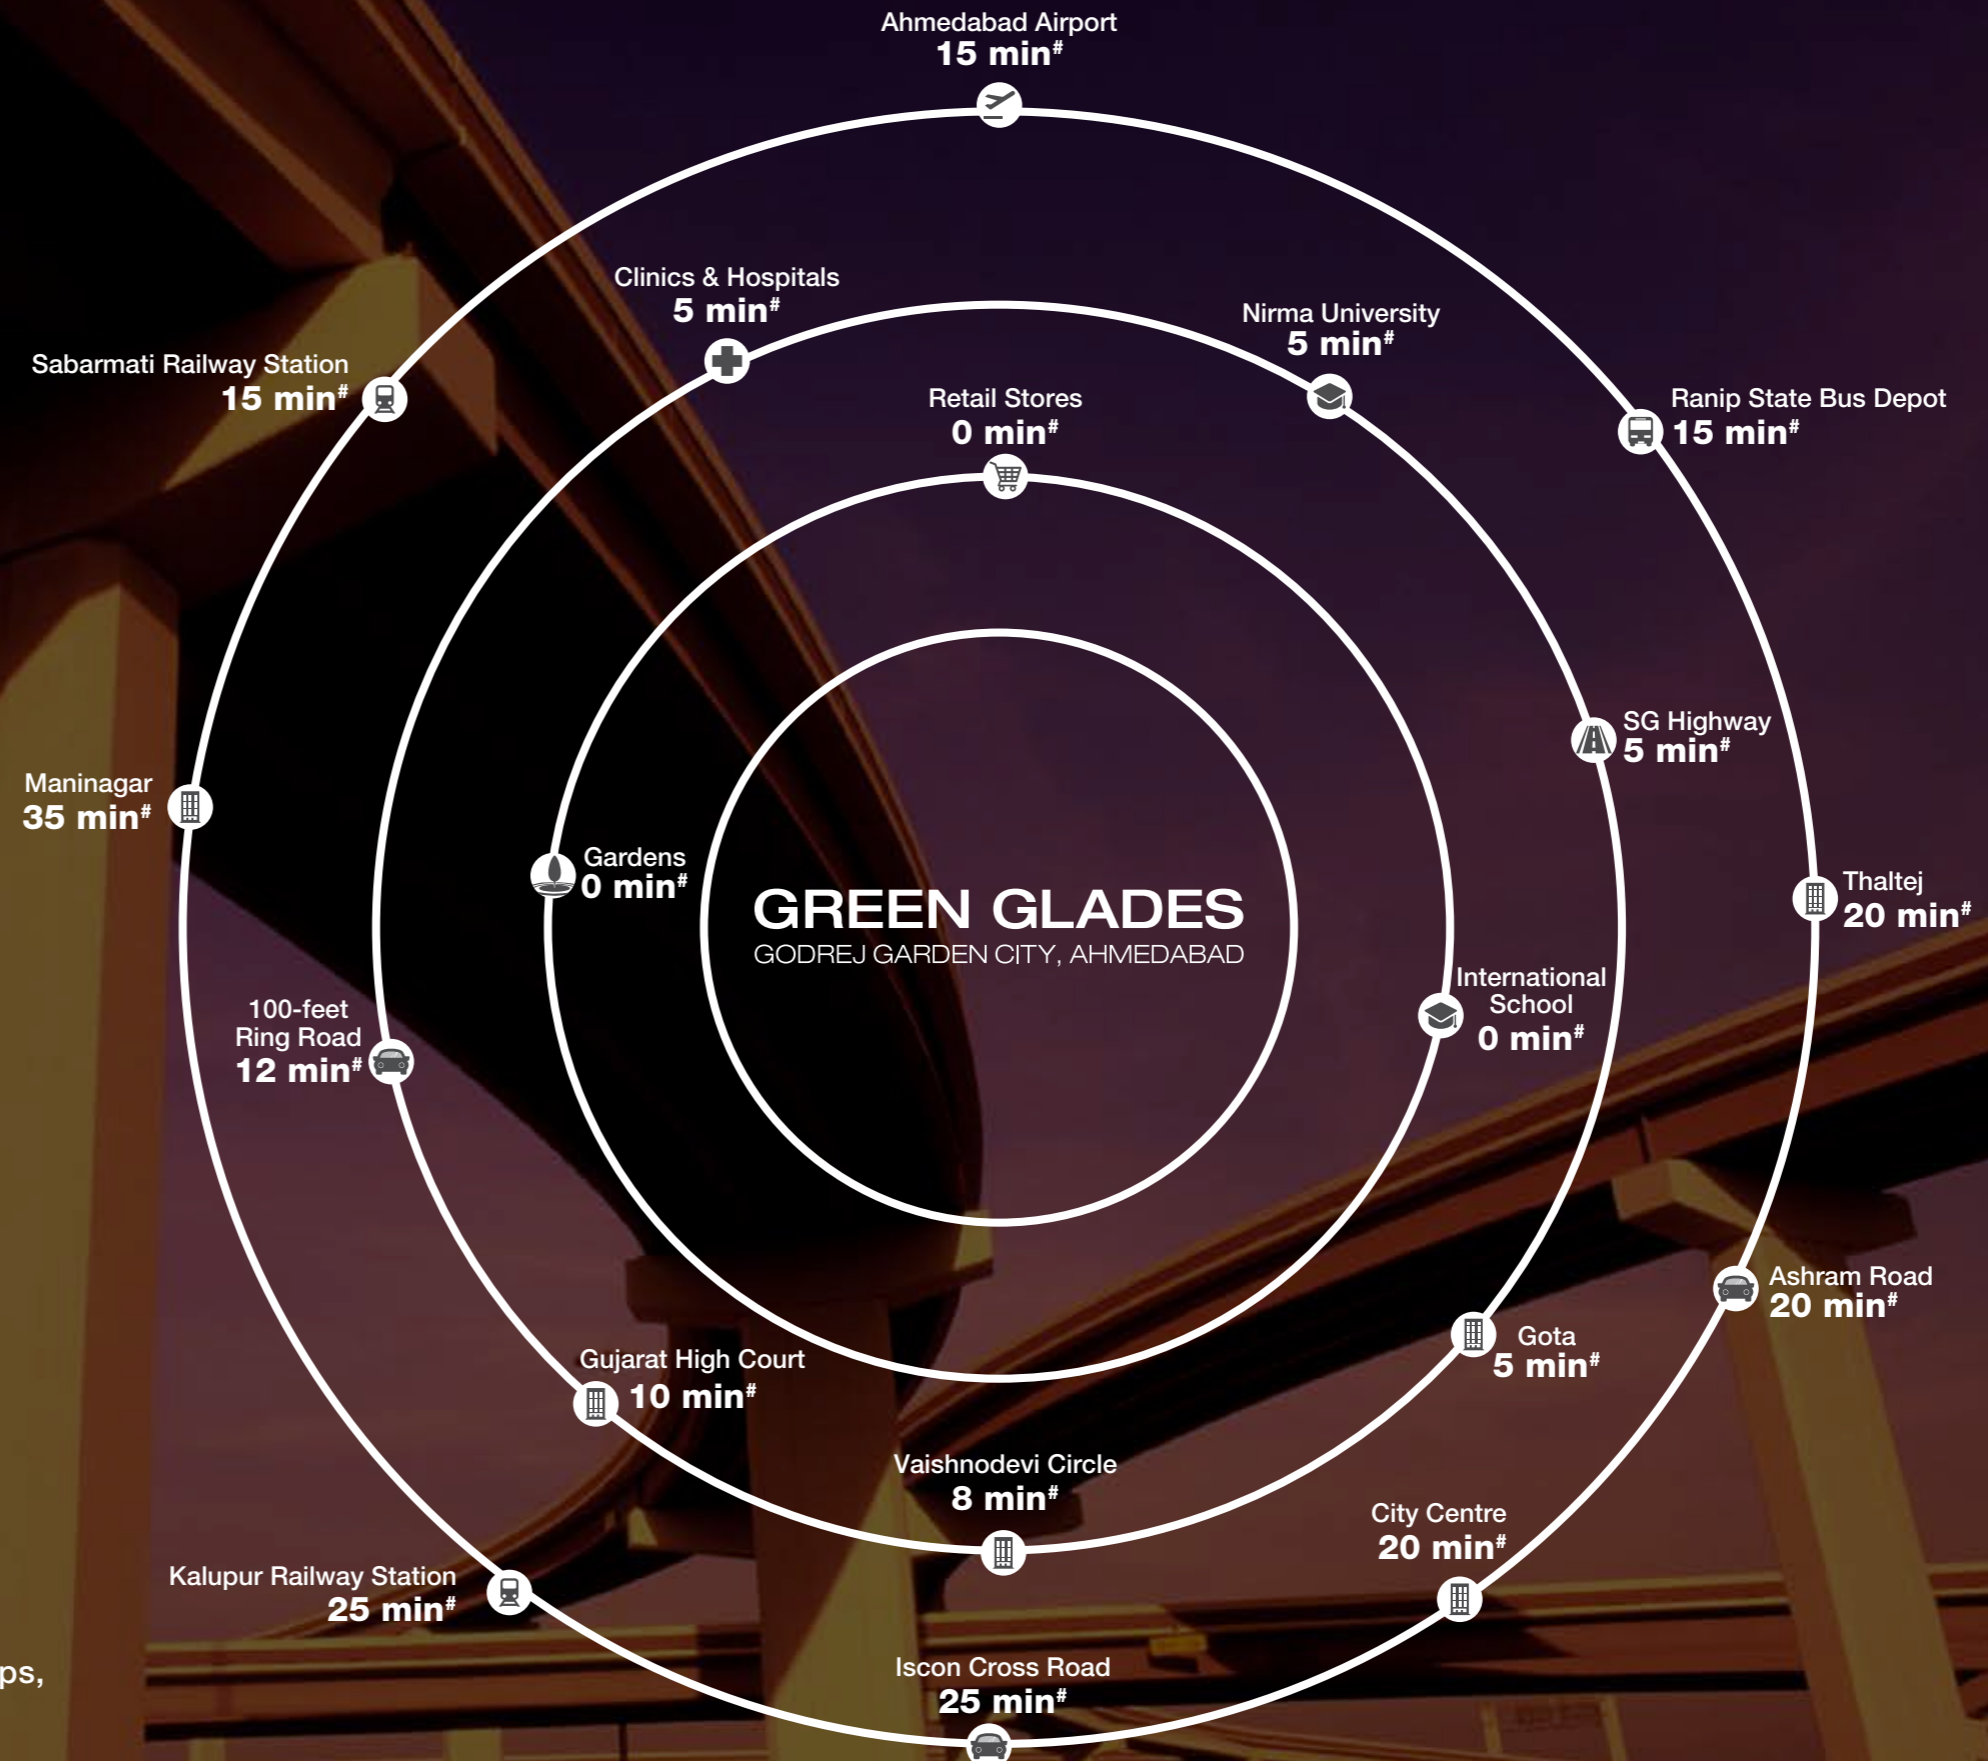 Ahmedabad Airport
15 min#
Clinics & Hospitals
5 min#
Nirma University
5 min#
Sabarmati Railway Station
15 min#
Retail Stores
0 min#
Ranip State Bus Depot
15 min#
SG Highway
5 min#
Maninagar
35 min#
Gardens
0 min#
GREEN GLADES
GODREJ GARDEN CITY, AHMEDABAD
Thaltej
20 min#
International
School
0 min#
100-feet
Ring Road
12 min#
Ashram Road
20 min#
Gota
5 min#
Gujarat High Court
10 min#
Vaishnodevi Circle
8 min#
City Centre
20 min#
Kalupur Railway Station
25 min#
Iscon Cross Road
25 min#
ps,